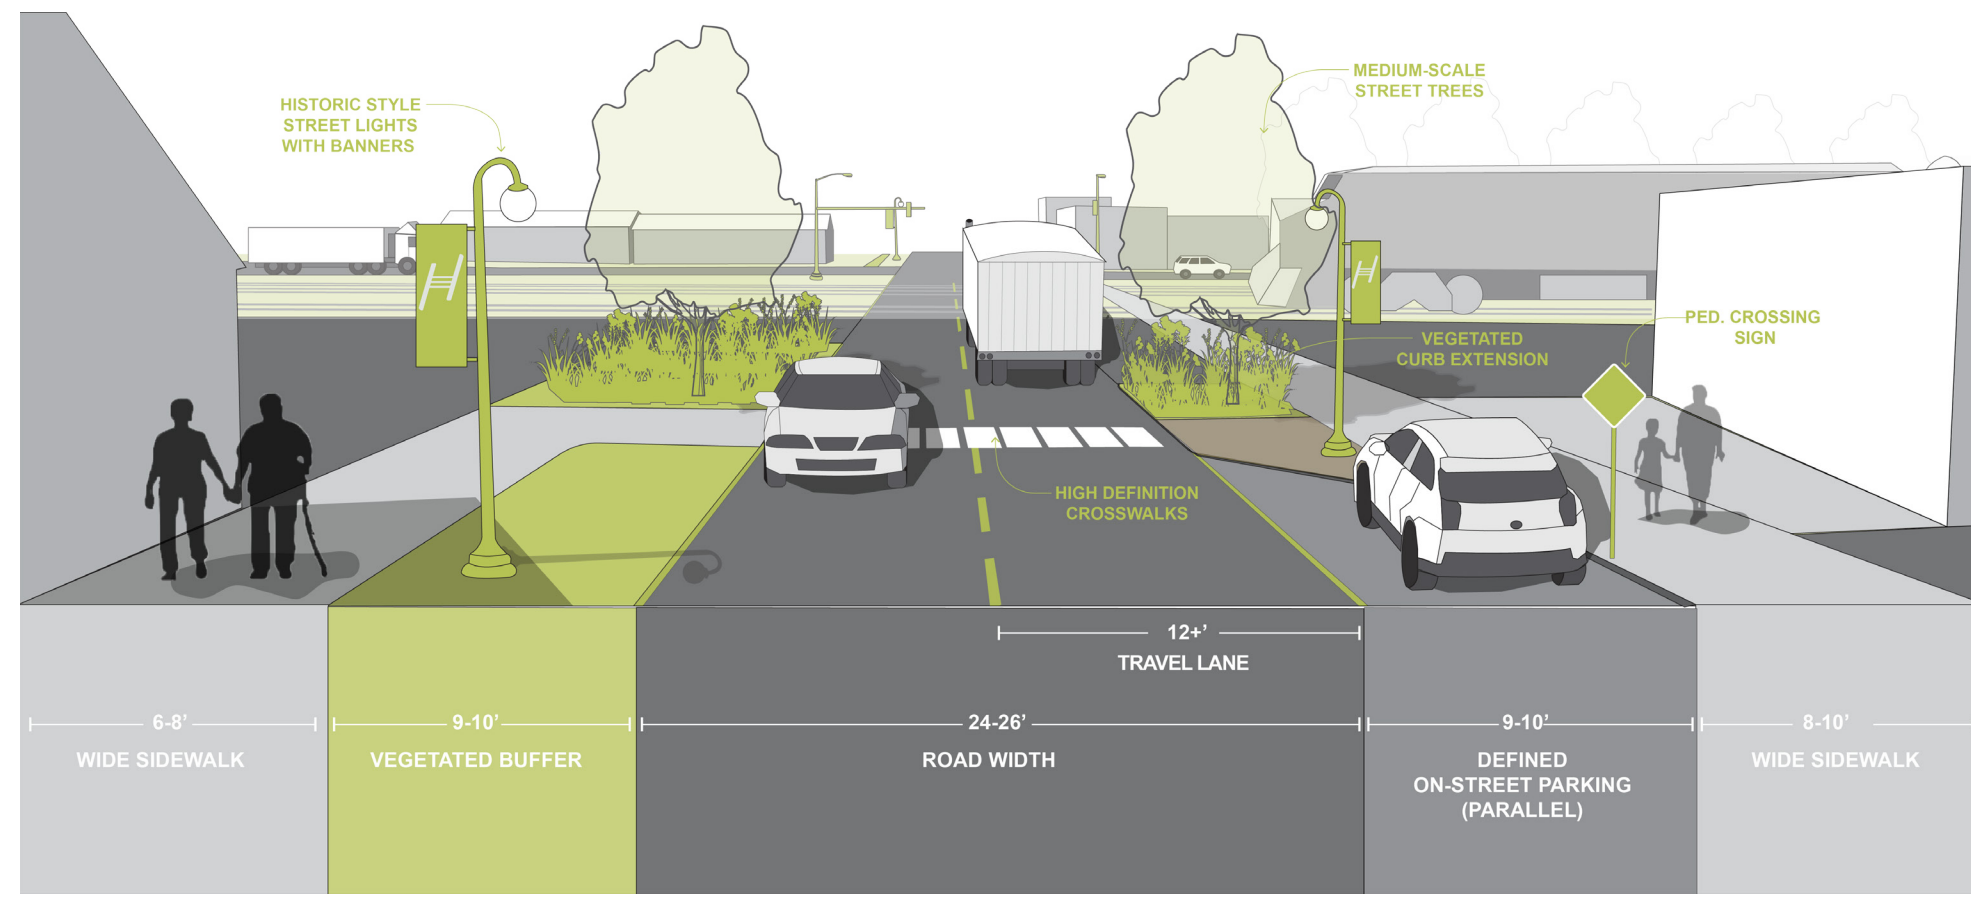 HISTORIC STYLE
STREET LIGHTS
WITH BANNERS
MEDIUM-SCALE
STREET TREES
H
H
PED. CROSSING
SIGN
VEGETATED
CURB EXTENSION
HIGH DEFINITION
CROSSWALKS
12+’
TRAVEL LANE
6-8’
WIDE SIDEWALK
9-10’
VEGETATED BUFFER
24-26’
ROAD WIDTH
9-10’
DEFINED
ON-STREET PARKING
(PARALLEL)
8-10’
WIDE SIDEWALK